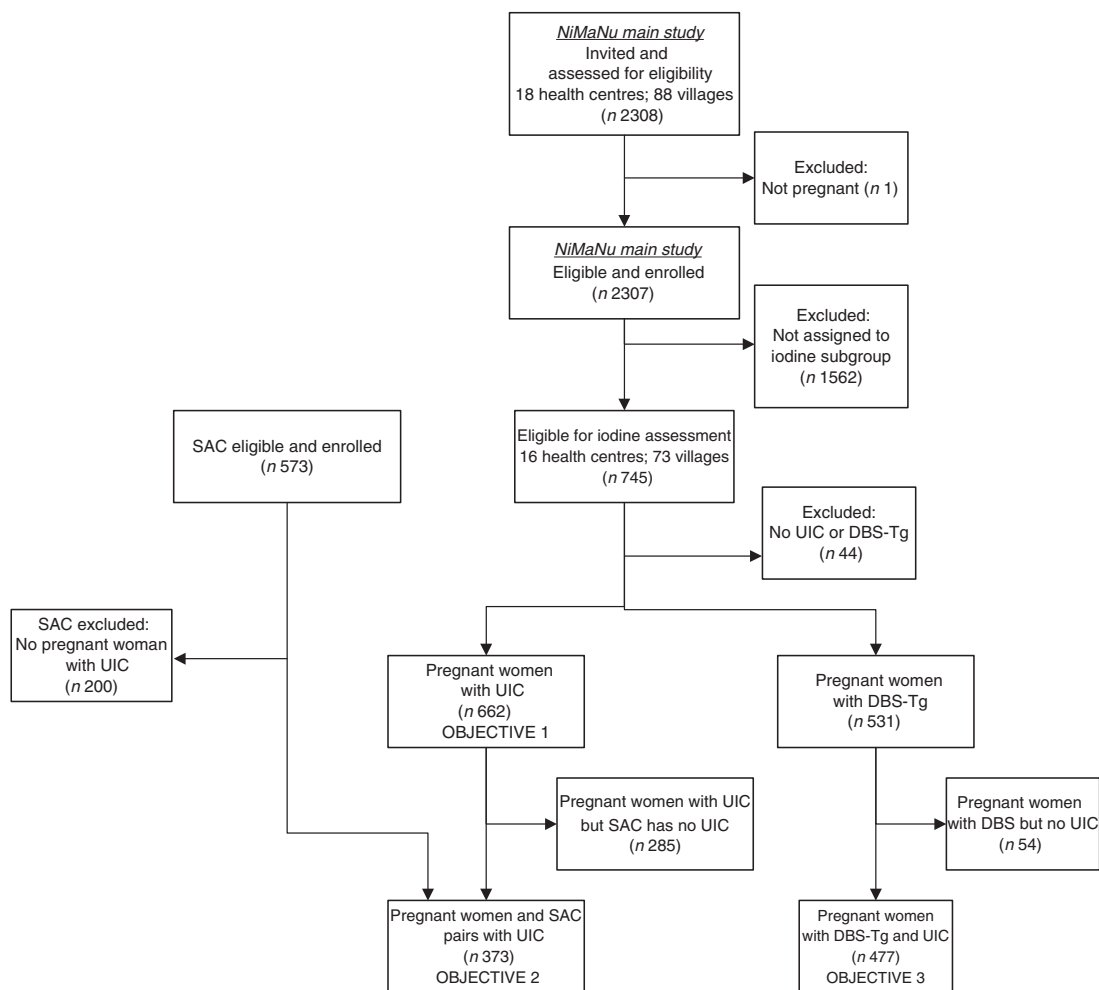 NiMaNu main study
Invited and
assessed for eligibility
18 health centres; 88 villages
(n 2308)
Excluded:
Not pregnant (n 1)
NiMaNu main study
Eligible and enrolled
(n 2307)
Excluded:
Not assigned to
iodine subgroup
(n 1562)
SAC eligible and enrolled
(n 573)
Eligible for iodine assessment
16 health centres; 73 villages
(n 745)
Excluded:
No UIC or DBS-Tg
(n 44)
SAC excluded:
No pregnant woman
with UIC
(n 200)
Pregnant women
with UIC
(n 662)
OBJECTIVE 1
Pregnant women
with DBS-Tg
(n 531)
Pregnant women with UIC
but SAC has no UIC
(n 285)
Pregnant women
with DBS but no UIC
(n 54)
Pregnant women and SAC
pairs with UIC
(n 373)
OBJECTIVE 2
Pregnant women
with DBS-Tg and UIC
(n 477)
OBJECTIVE 3